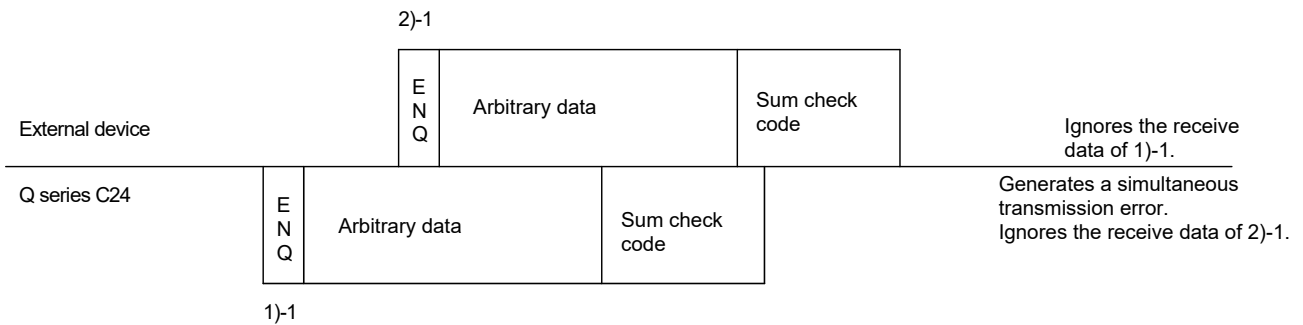 2)-1
E
N
Q
Arbitrary data
Sum check
code
External device
Ignores the receive
data of 1)-1.
Q series C24
E
N
Q
Arbitrary data
Sum check
code
Generates a simultaneous
transmission error.
Ignores the receive data of 2)-1.
1)-1